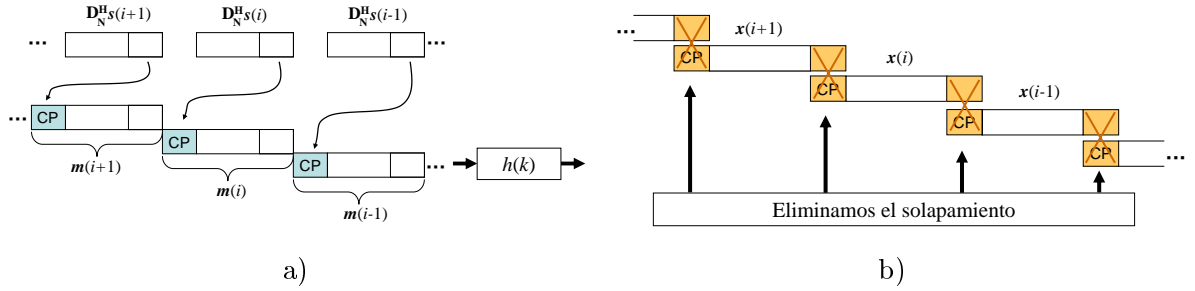 D_N^H s(i+1) D_N^H s(i) D_N^H s(i-1)
... ...
... CP
m(i+1)
CP
m(i)
CP ...
m(i-1)
h(k)
a)
... x(i+1)
CP
x(i)
CP
x(i-1)
CP
CP ...
Eliminamos el solapamiento
b)